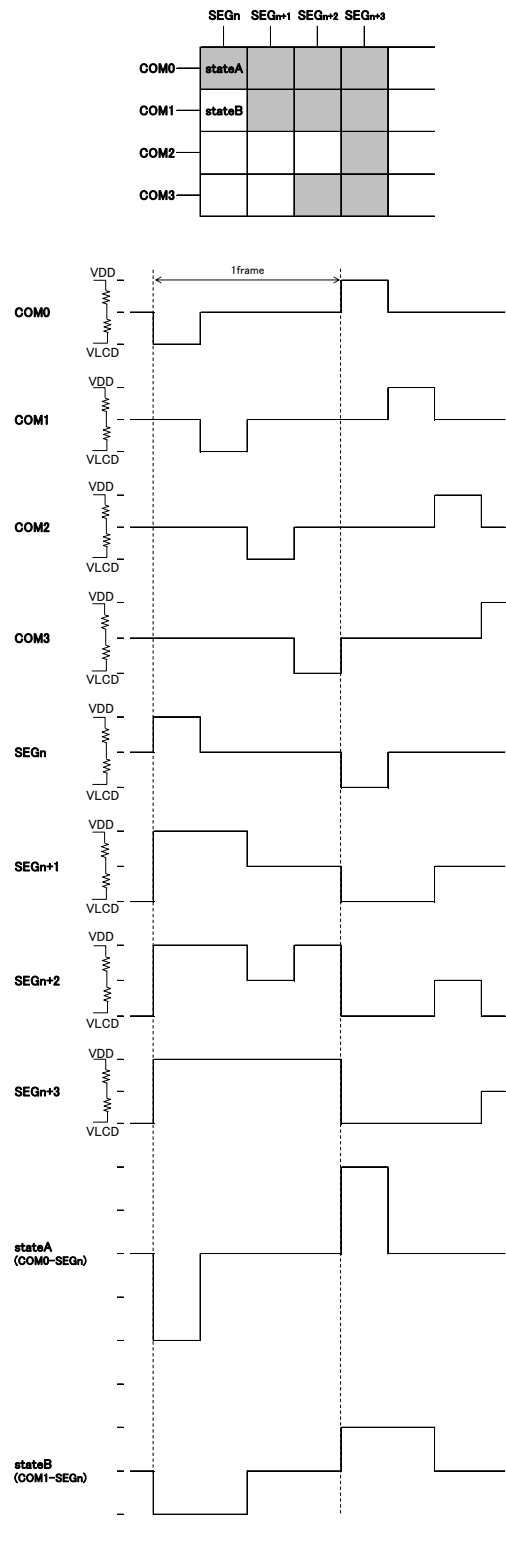 SEGn SEGn+1 SEGn+2 SEGn+3
COM0 stateA
COM1 stateB
COM2
COM3
1frame
VDD
COM0
VLCD
VDD
COM1
VLCD
VDD
COM2
VLCD
VDD
COM3
VLCD
VDD
SEGn
VLCD
VDD
SEGn+1
VLCD
VDD
SEGn+2
VLCD
VDD
SEGn+3
VLCD
stateA
(COM0-SEGn)
stateB
(COM1-SEGn)